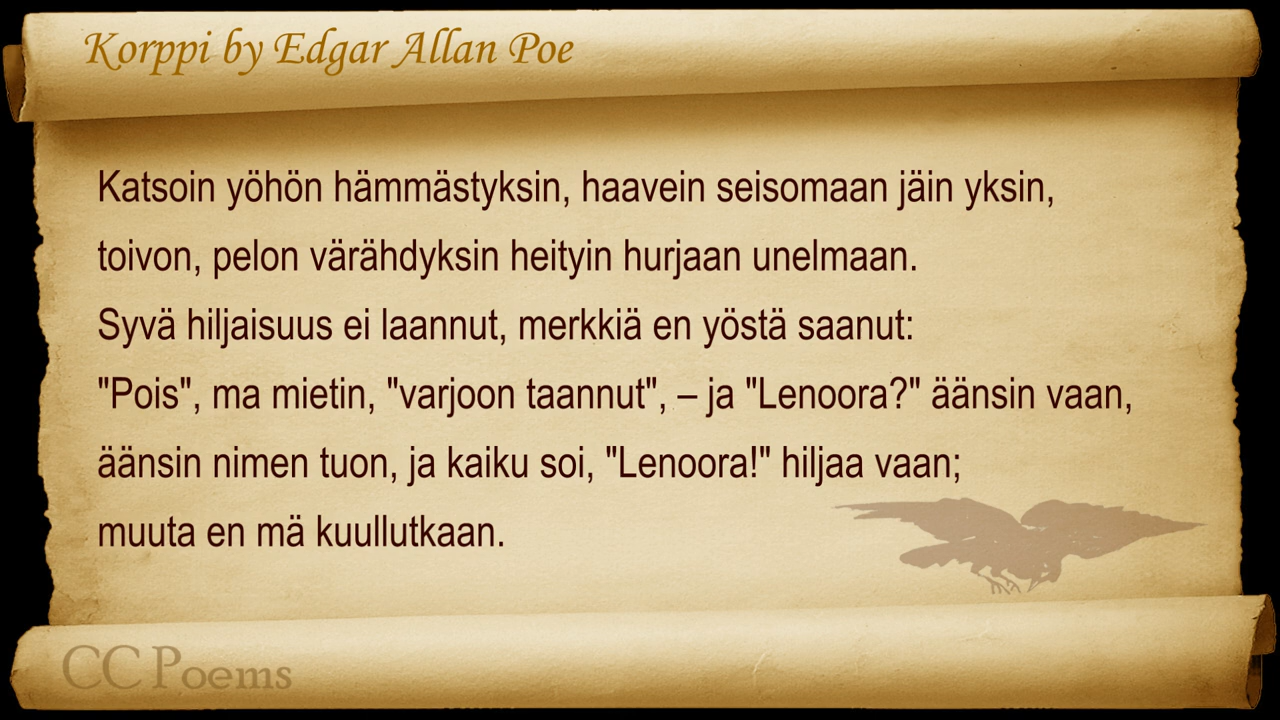 Korppi by Edgar Allan Poe
Katsoin yöhön hämmästyksin, haavein seisomaan jäin yksin,
toivon, pelon värähdyksin heityin hurjaan unelmaan.
Syvä hiljaisuus ei laannut, merkkiä en yöstä saanut:
"Pois", ma mietin, "varjoon taannut", – ja "Lenoora?" äänsin vaan,
äänsin nimen tuon, ja kaiku soi, "Lenoora!" hiljaa vaan;
muuta en mä kuullutkaan.
CC Poems